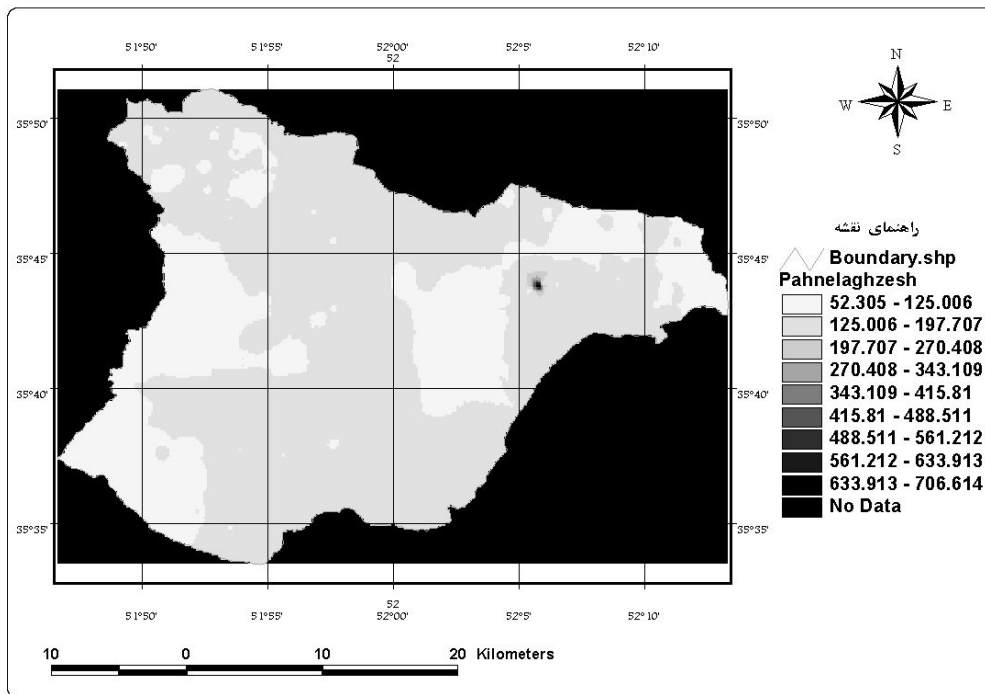 51°50' 51°55' 52°00' 52°5' 52°10'
52
N
W E
S
35°50' 35°50'
35°45' 35°45'
35°40' 35°40'
35°35' 35°35'
راهنمای نقشه
Boundary.shp
Pahnelaghzesh
52.305 - 125.006
125.006 - 197.707
197.707 - 270.408
270.408 - 343.109
343.109 - 415.81
415.81 - 488.511
488.511 - 561.212
561.212 - 633.913
633.913 - 706.614
No Data
52
51°50' 51°55' 52°00' 52°5' 52°10'
10 0 10 20 Kilometers